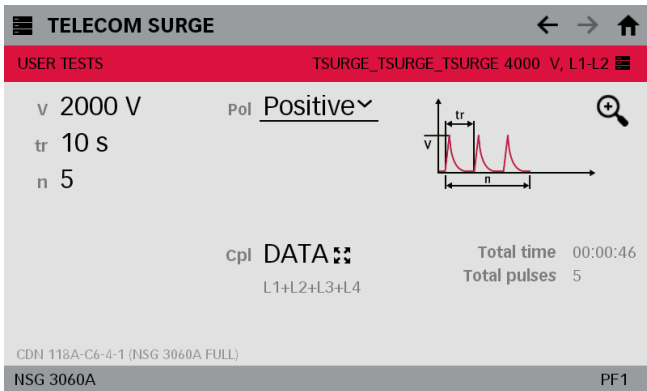 TELECOM SURGE
USER TESTS TSURGE_TSURGE_TSURGE 4000 V, L1-L2
V 2000 V Pol Positive
tr 10 s
n 5
tr
V
n
Cpl DATA
L1+L2+L3+L4
Total time 00:00:46
Total pulses 5
CDN 118A-C6-4-1 (NSG 3060A FULL)
NSG 3060A PF1